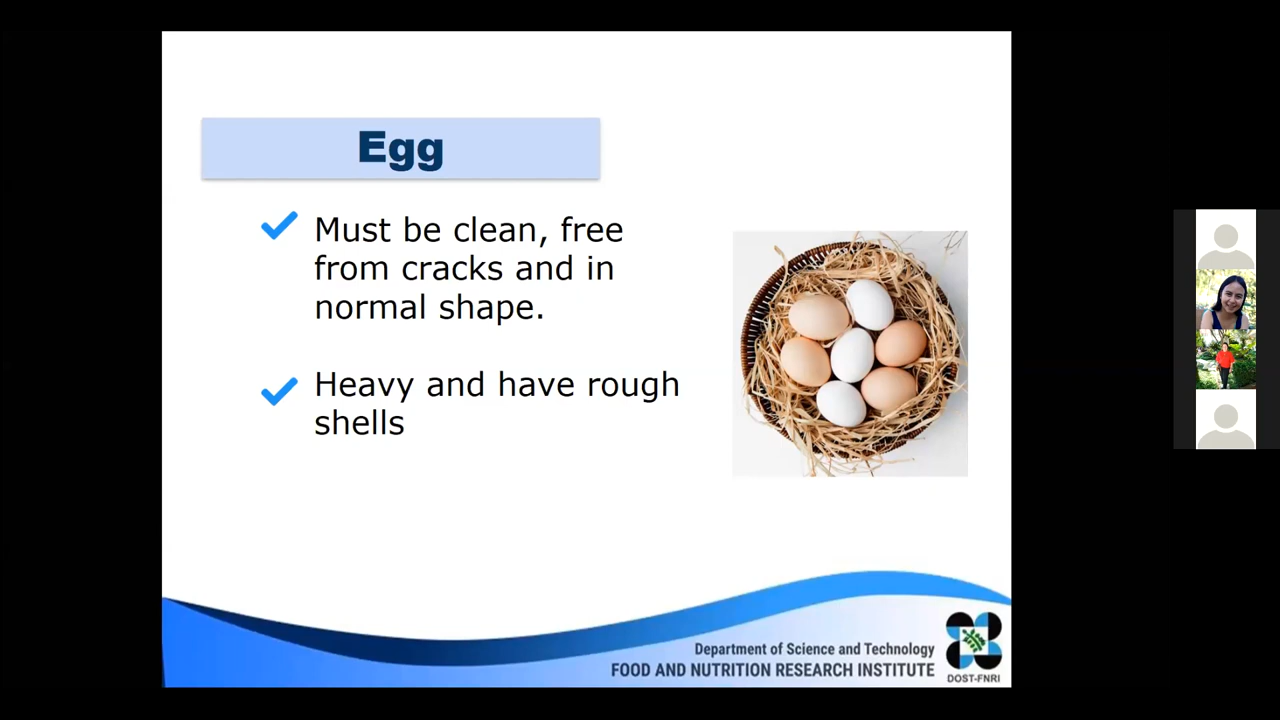 Egg
Must be clean, free
from cracks and in
normal shape.
Heavy and have rough
shells
Department of Science and Technology
FOOD AND NUTRITION RESEARCH INSTITUTE
DOST-FNRI